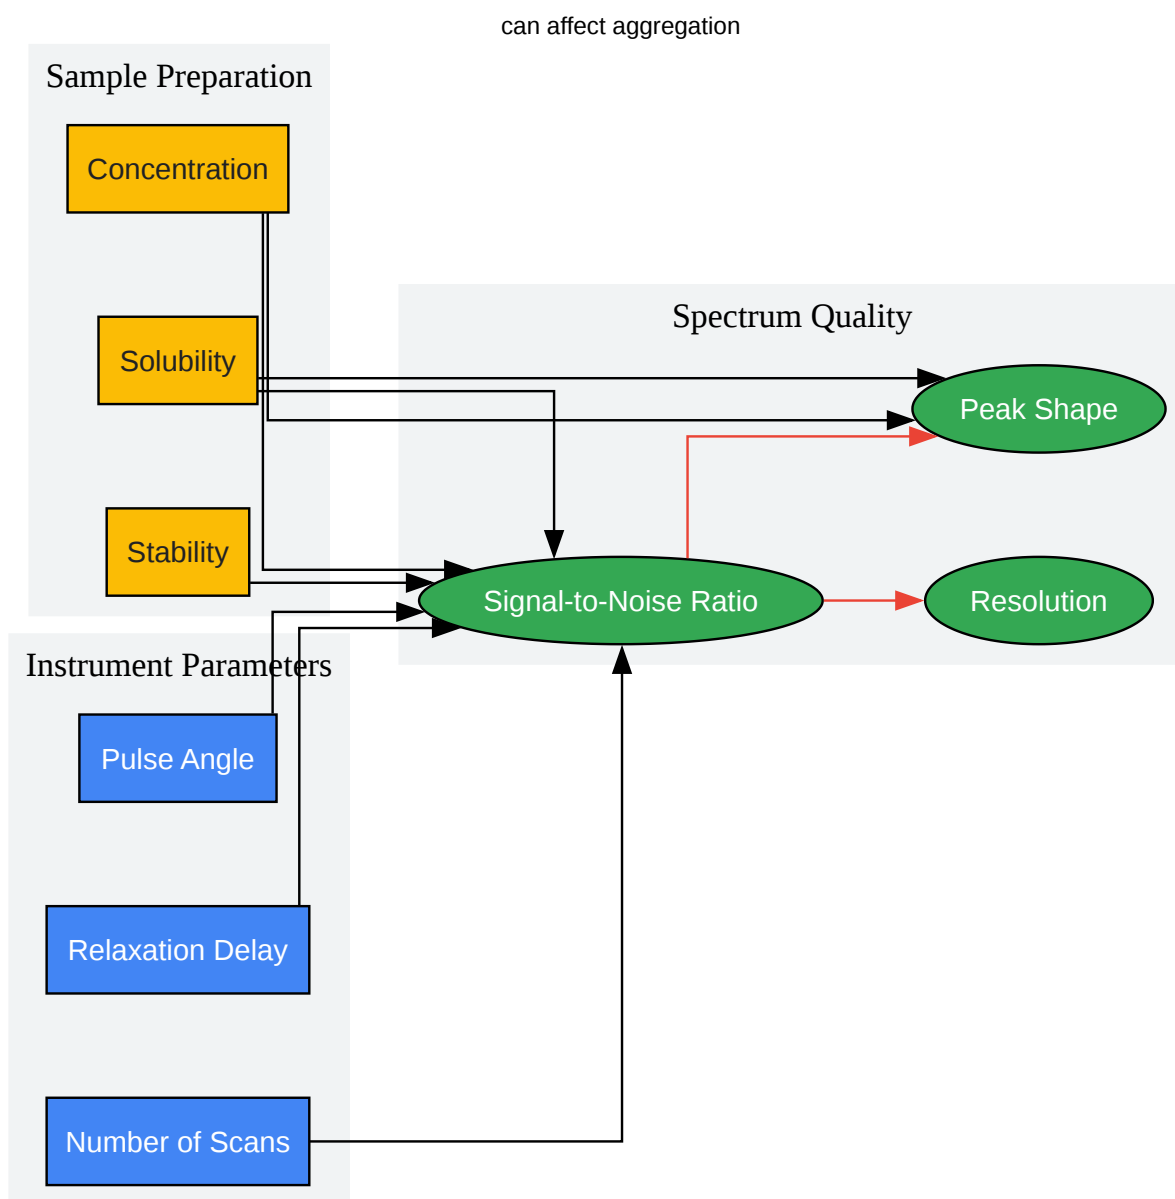 can affect aggregation
Sample Preparation
Concentration
Solubility
Stability
Spectrum Quality
Peak Shape
Signal-to-Noise Ratio
Resolution
Instrument Parameters
Pulse Angle
Relaxation Delay
Number of Scans